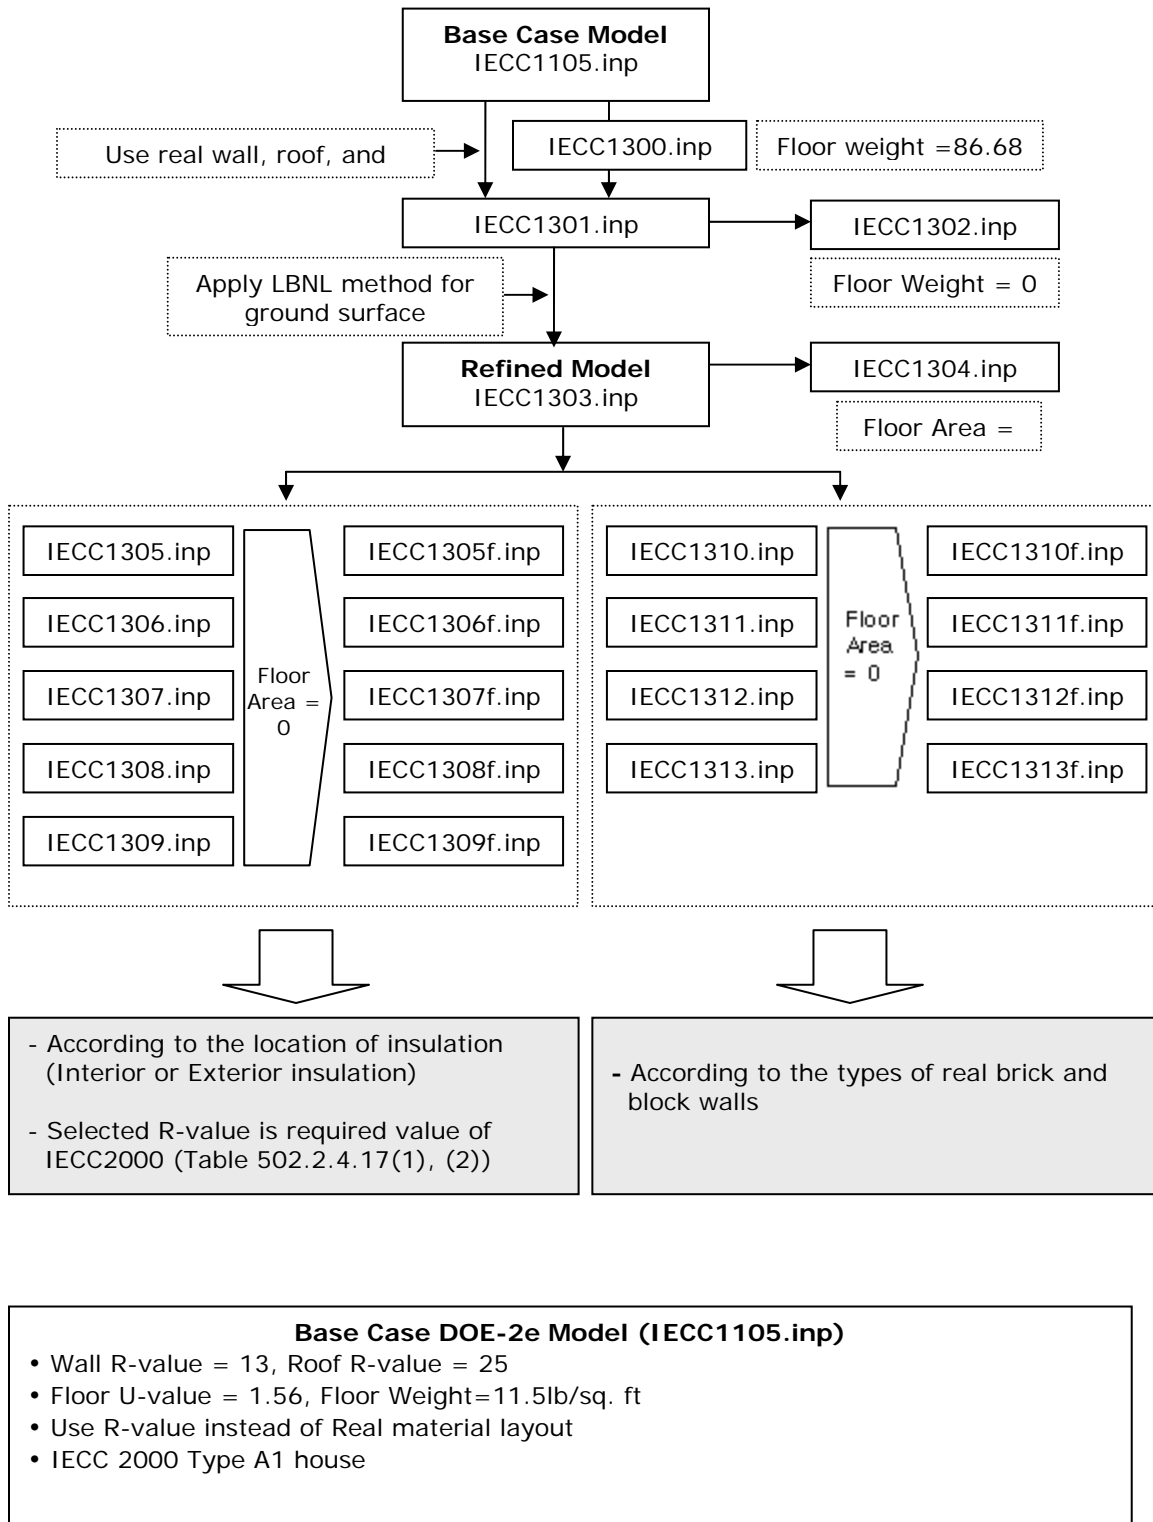 Base Case Model
IECC1105.inp
Use real wall, roof, and
IECC1300.inp
Floor weight =86.68
IECC1301.inp
IECC1302.inp
Apply LBNL method for
ground surface
Floor Weight = 0
Refined Model
IECC1303.inp
IECC1304.inp
Floor Area =
IECC1305.inp
IECC1306.inp
IECC1307.inp
IECC1308.inp
IECC1309.inp
Floor
Area =
0
IECC1305f.inp
IECC1306f.inp
IECC1307f.inp
IECC1308f.inp
IECC1309f.inp
IECC1310.inp
IECC1311.inp
IECC1312.inp
IECC1313.inp
Floor
Area
= 0
IECC1310f.inp
IECC1311f.inp
IECC1312f.inp
IECC1313f.inp
- According to the location of insulation
(Interior or Exterior insulation)
- Selected R-value is required value of
IECC2000 (Table 502.2.4.17(1), (2))
- According to the types of real brick and
block walls
Base Case DOE-2e Model (IECC1105.inp)
• Wall R-value = 13, Roof R-value = 25
• Floor U-value = 1.56, Floor Weight=11.5lb/sq. ft
• Use R-value instead of Real material layout
• IECC 2000 Type A1 house